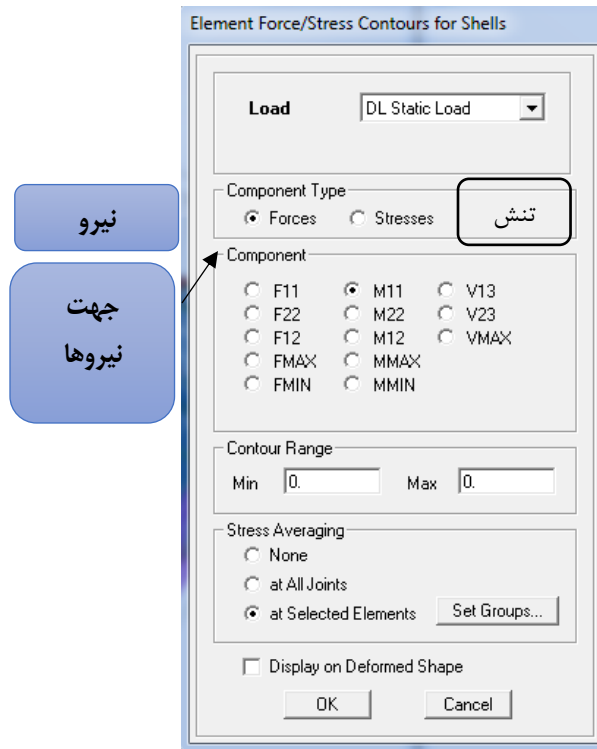 Element Force/Stress Contours for Shells
Load DL Static Load
Component Type
Forces Stresses
تنش
نیرو
Component
جهت
نیروها
F11 M11 V13
F22 M22 V23
F12 M12 VMAX
FMAX MMAX
FMIN MMIN
Contour Range
Min 0. Max 0.
Stress Averaging
None
at All Joints
at Selected Elements Set Groups...
Display on Deformed Shape
OK Cancel